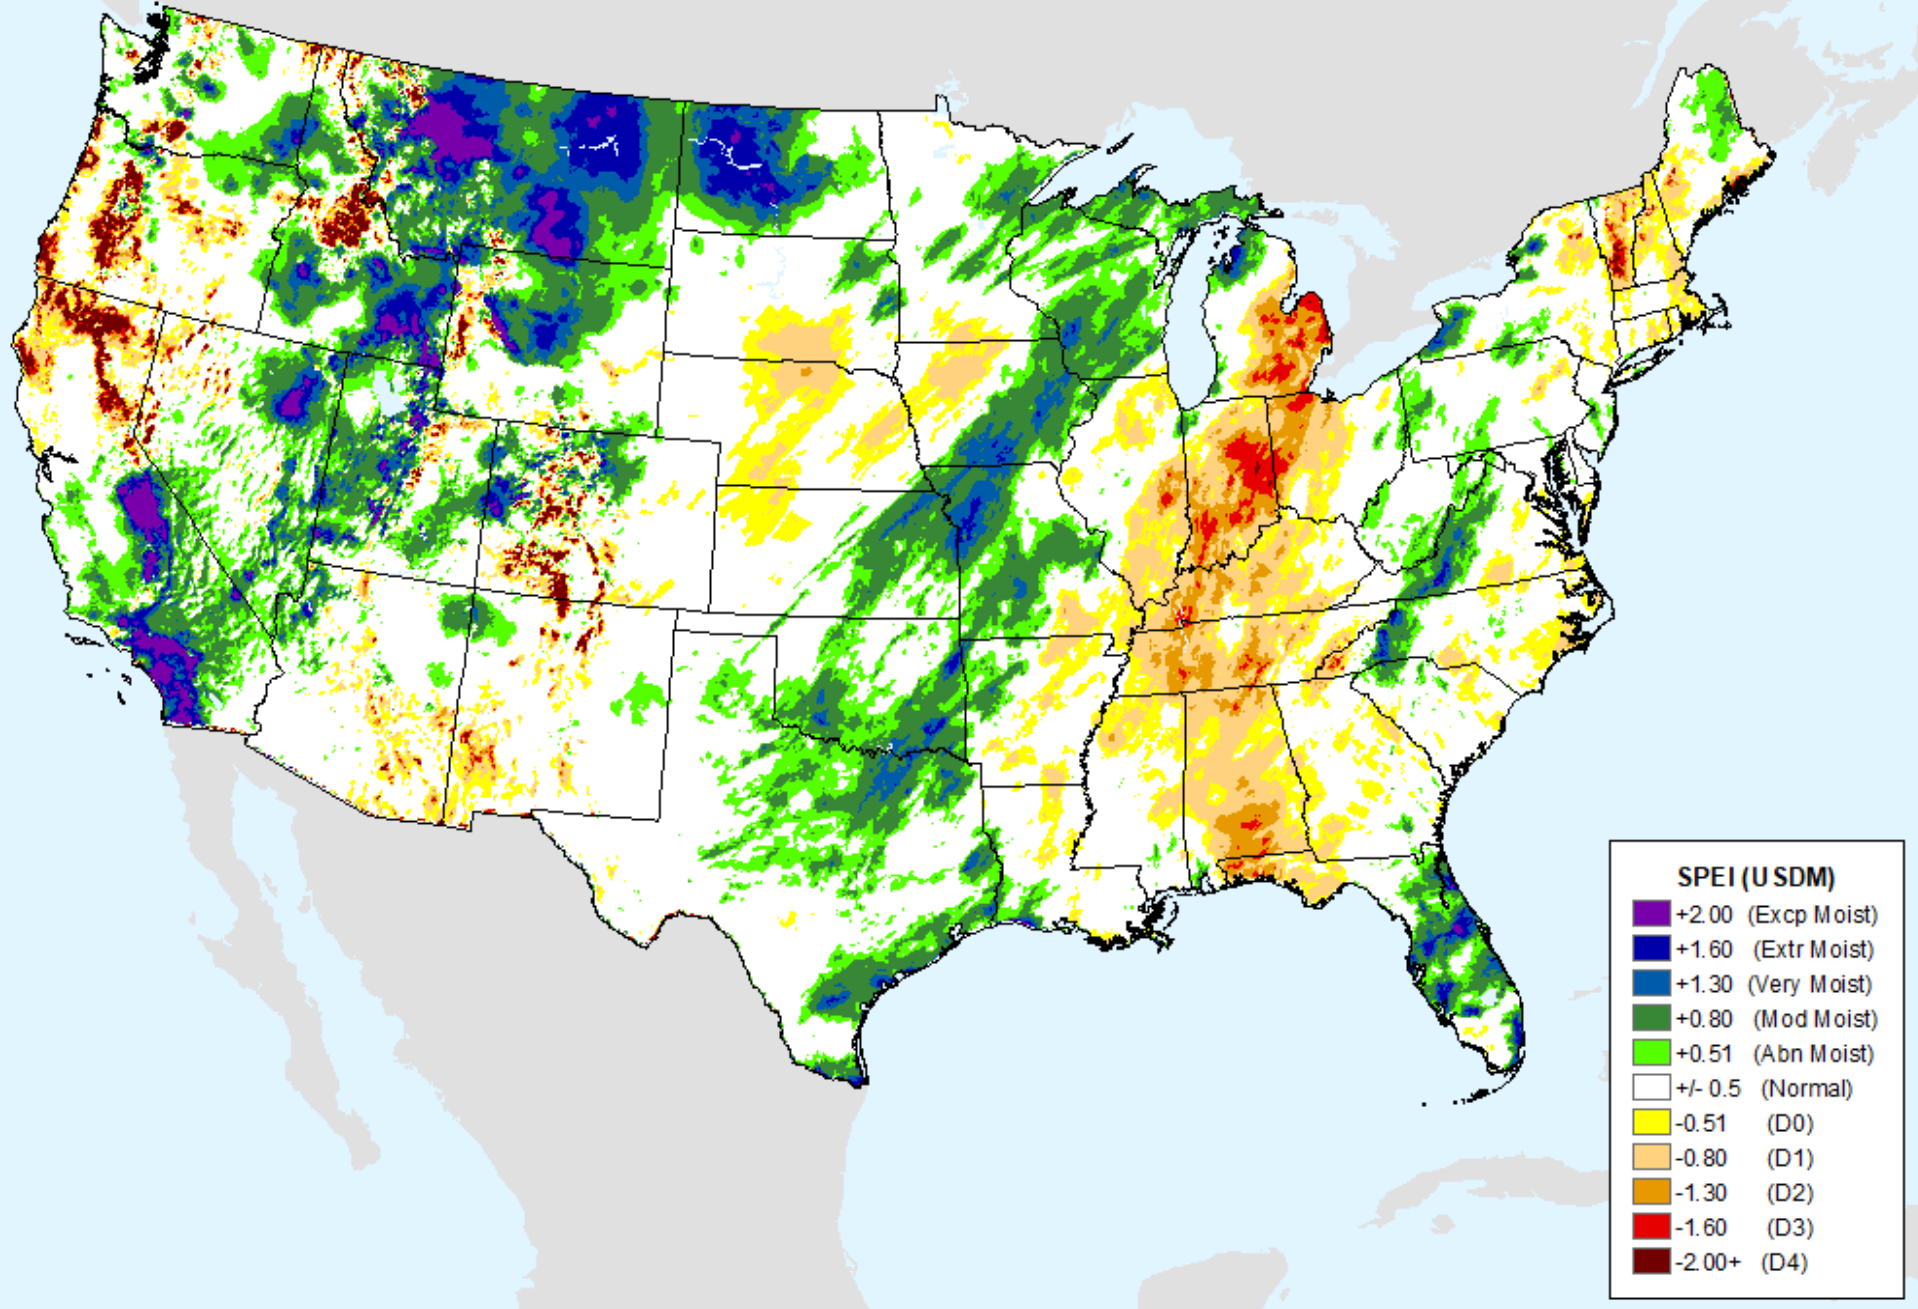 SPEI (USDM)
+2.00 (Excp Moist)
+1.60 (Extr Moist)
+1.30 (Very Moist)
+0.80 (Mod Moist)
+0.51 (Abn Moist)
+/- 0.5 (Normal)
-0.51 (D0)
-0.80 (D1)
-1.30 (D2)
-1.60 (D3)
-2.00+ (D4)